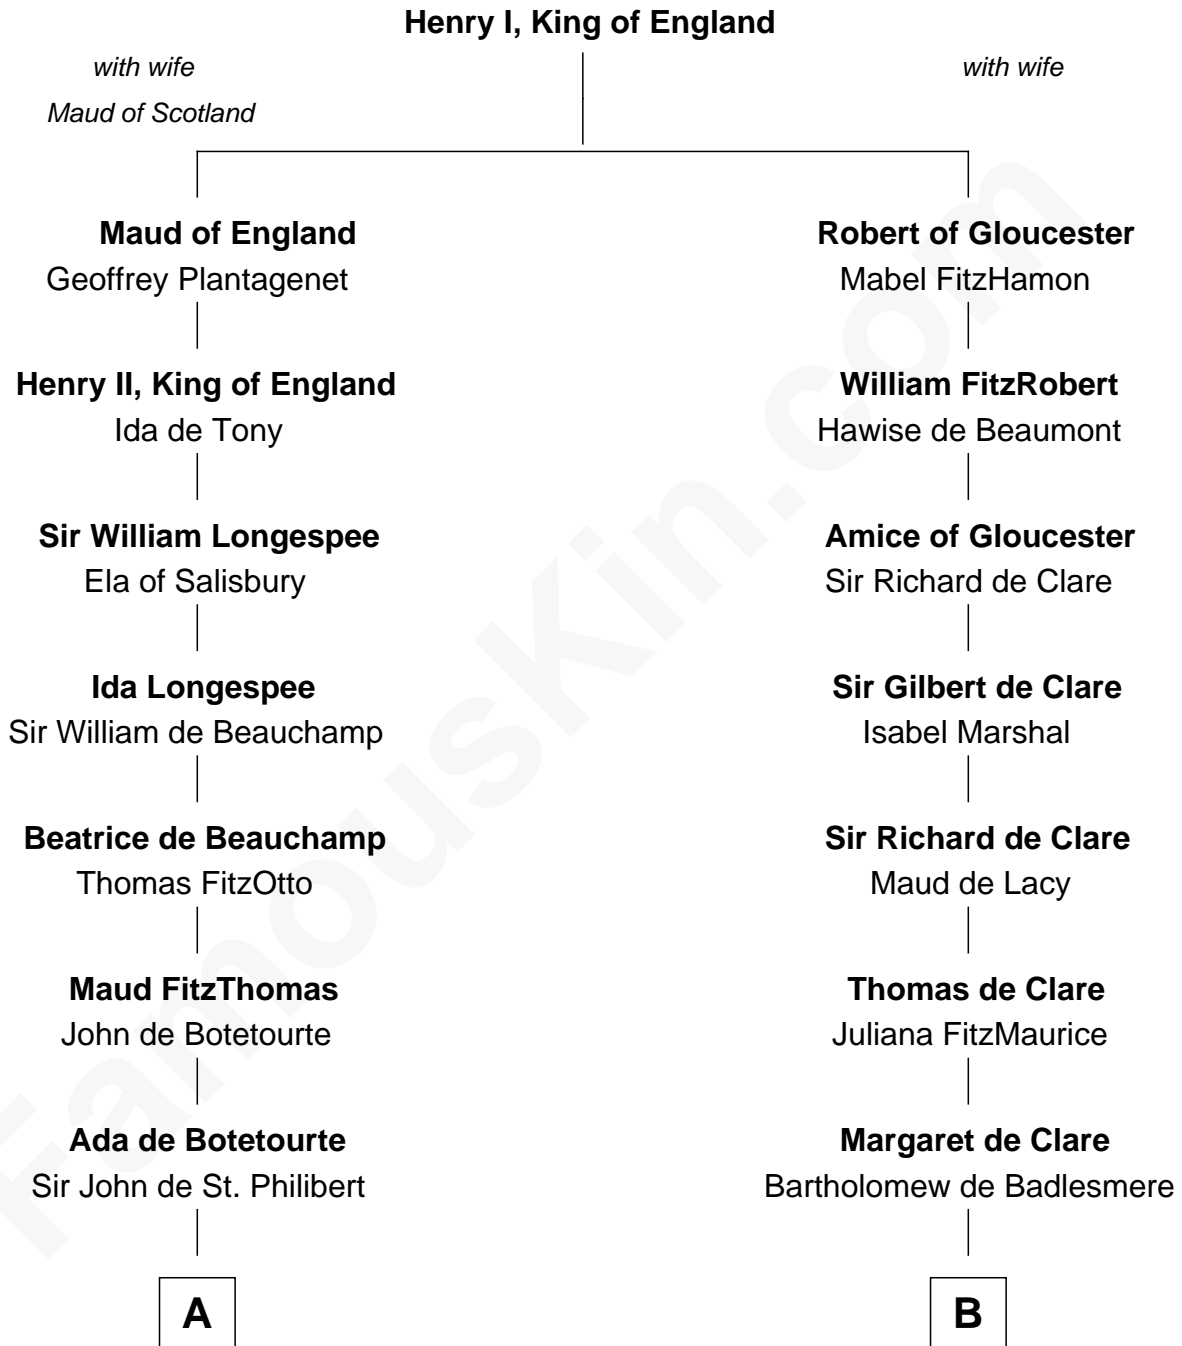 Henry I, King of England
with wife
Maud of Scotland
with wife
Maud of England
Geoffrey Plantagenet
Henry II, King of England
Ida de Tony
Sir William Longespee
Ela of Salisbury
Ida Longespee
Sir William de Beauchamp
Beatrice de Beauchamp
Thomas FitzOtto
Maud FitzThomas
John de Botetourte
Ada de Botetourte
Sir John de St. Philibert
A
Robert of Gloucester
Mabel FitzHamon
William FitzRobert
Hawise de Beaumont
Amice of Gloucester
Sir Richard de Clare
Sir Gilbert de Clare
Isabel Marshal
Sir Richard de Clare
Maud de Lacy
Thomas de Clare
Juliana FitzMaurice
Margaret de Clare
Bartholomew de Badlesmere
B
FamousKin.com